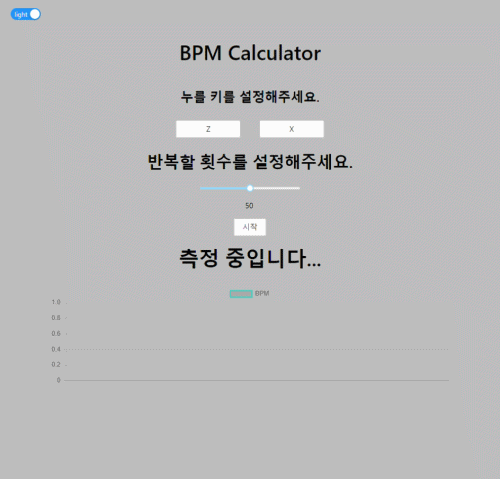 light
BPM Calculator
누를 키를 설정해주세요.
Z X
반복할 횟수를 설정해주세요.
50
시작
측정 중입니다...
BPM
1.0
0.8
0.6
0.4
0.2
0